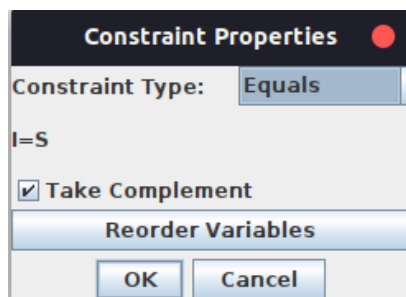 Constraint Properties
Constraint Type: Equals
I=S
Take Complement
Reorder Variables
OK Cancel